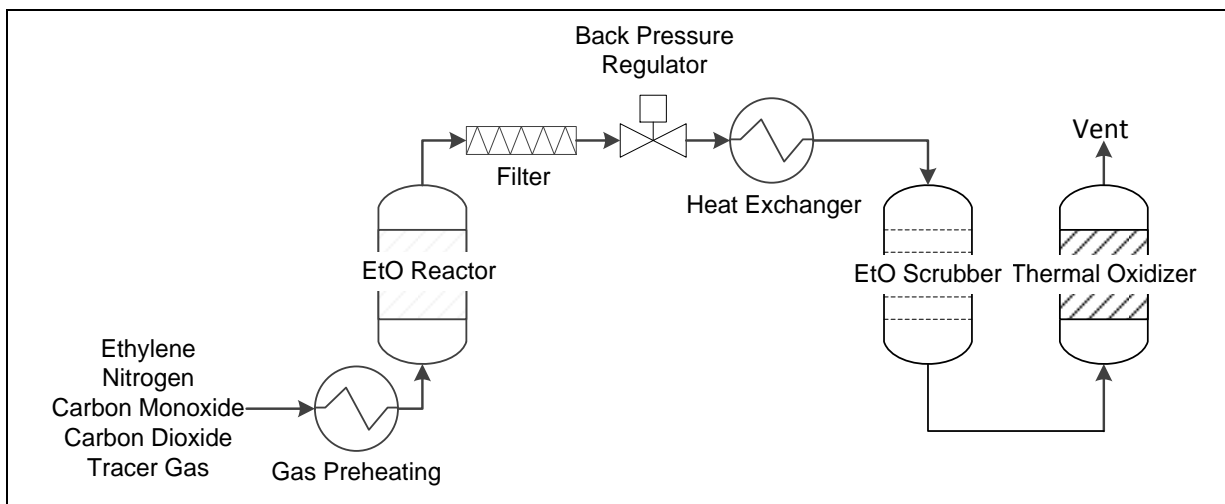 Ethylene
Nitrogen
Carbon Monoxide
Carbon Dioxide
Tracer Gas
Gas Preheating
EtO Reactor
Filter
Back Pressure
Regulator
Heat Exchanger
EtO Scrubber
Thermal Oxidizer
Vent